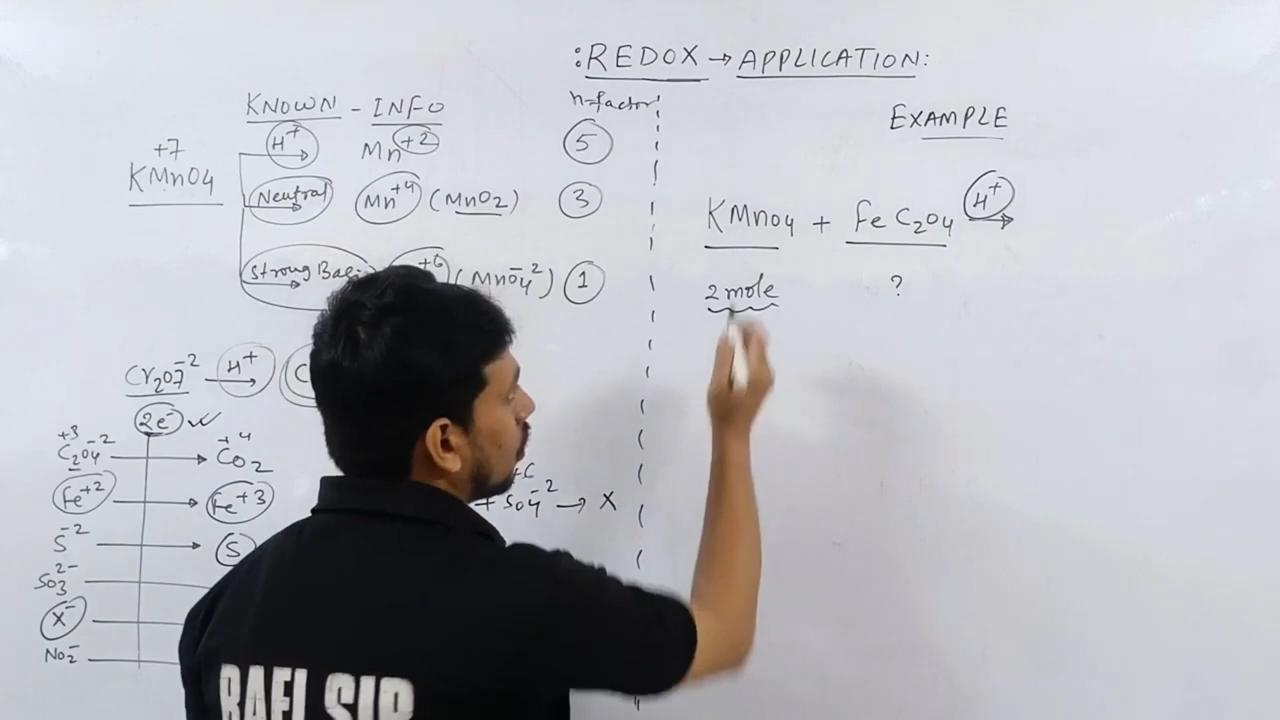 :REDOX → APPLICATION:
KNOWN - INFO
n-factor
+7
KMnO4
H+
Mn+2
5
Neutral
Mn+4 (MnO2)
3
+6 (MnO4-2)
1
Cr2O7-2 → H+
2e- ✓
+3 +4
C2O4-2 → CO2
Fe+2 → Fe+3
S-2 → S
SO3 2-
X-
NO2-
+ SO4-2 → X
EXAMPLE
KMnO4 + FeC2O4 H+ →
2 mole ?